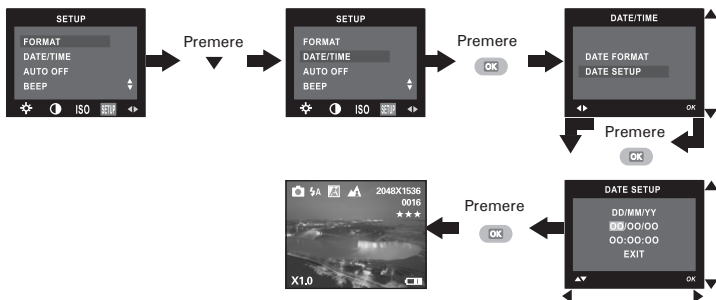 SETUP
FORMAT
DATE/TIME
AUTO OFF
BEEP
ISO SETUP
Premere
SETUP
FORMAT
DATE/TIME
AUTO OFF
BEEP
ISO SETUP
Premere
OK
DATE/TIME
DATE FORMAT
DATE SETUP
OK
Premere
OK
DATE SETUP
DD/MM/YY
00/00/00
00:00:00
EXIT
OK
Premere
OK
A 2048X1536
0016
X1.0